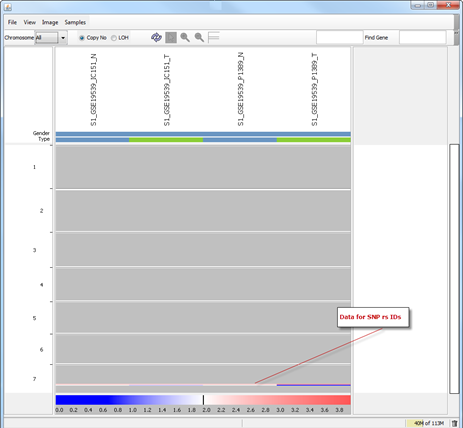 File View Image Samples
Chromosome All Copy No LOH Find Gene
S1_GSE19539_IC151_N
S1_GSE19539_IC151_T
S1_GSE19539_P1389_N
S1_GSE19539_P1389_T
Gender
Type
1
2
3
4
5
6
7
Data for SNP rs IDs
0.0 0.2 0.4 0.6 0.8 1.0 1.2 1.4 1.6 1.8 2.0 2.2 2.4 2.6 2.8 3.0 3.2 3.4 3.6 3.8
40M of 113M